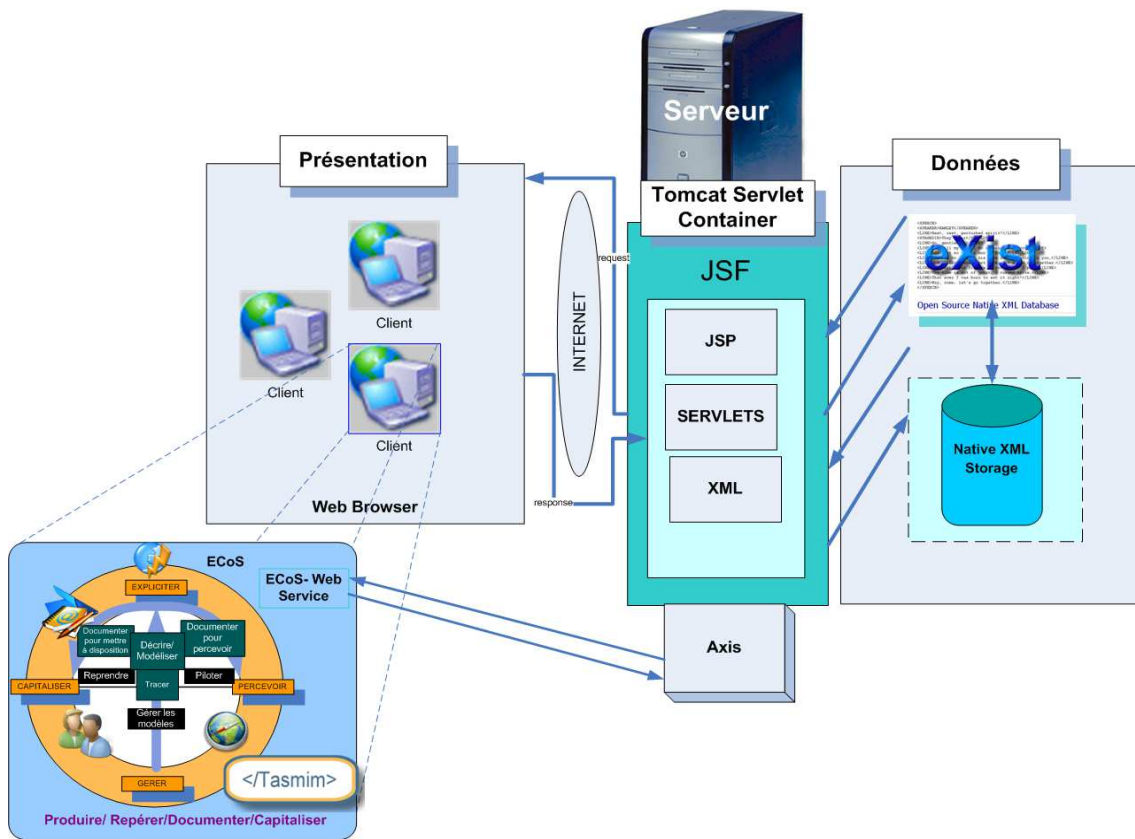 Serveur
Présentation
Tomcat Servlet
Container
Données
JSF
request
INTERNET
eXist
Open Source Native XML Database
Client
Client
Client
JSP
SERVLETS
XML
Native XML
Storage
Web Browser
response
ECoS
EXPLICITER
ECoS- Web
Service
Documenter
pour mettre
à disposition
Décrire/
Modéliser
Documenter
pour
percevoir
Reprendre
Tracer
Piloter
CAPITALISER
PERCEVOIR
Gérer les
modèles
GERER
</Tasmim>
Produire/ Repérer/Documenter/Capitaliser
Axis